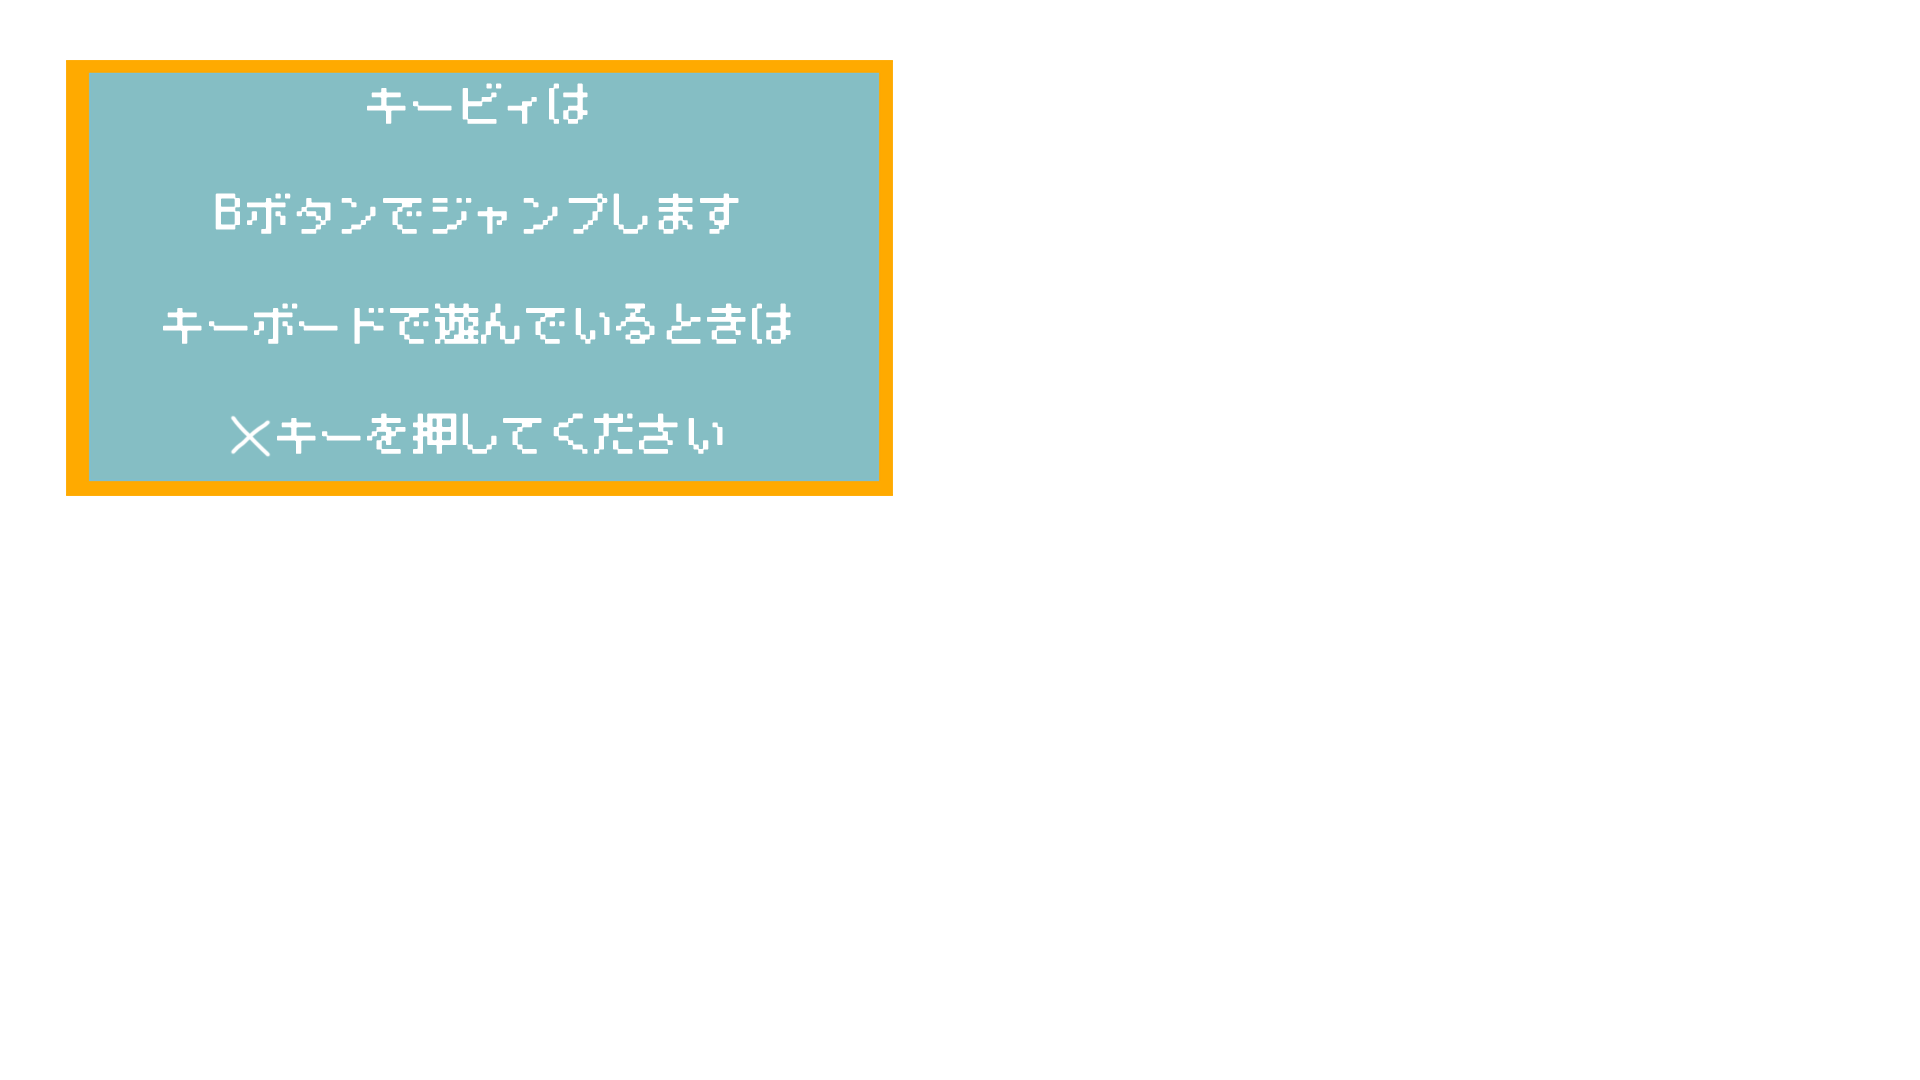 キービィは
Bボタンでジャンプします
キーボードで遊んでいるときは
Xキーを押してください